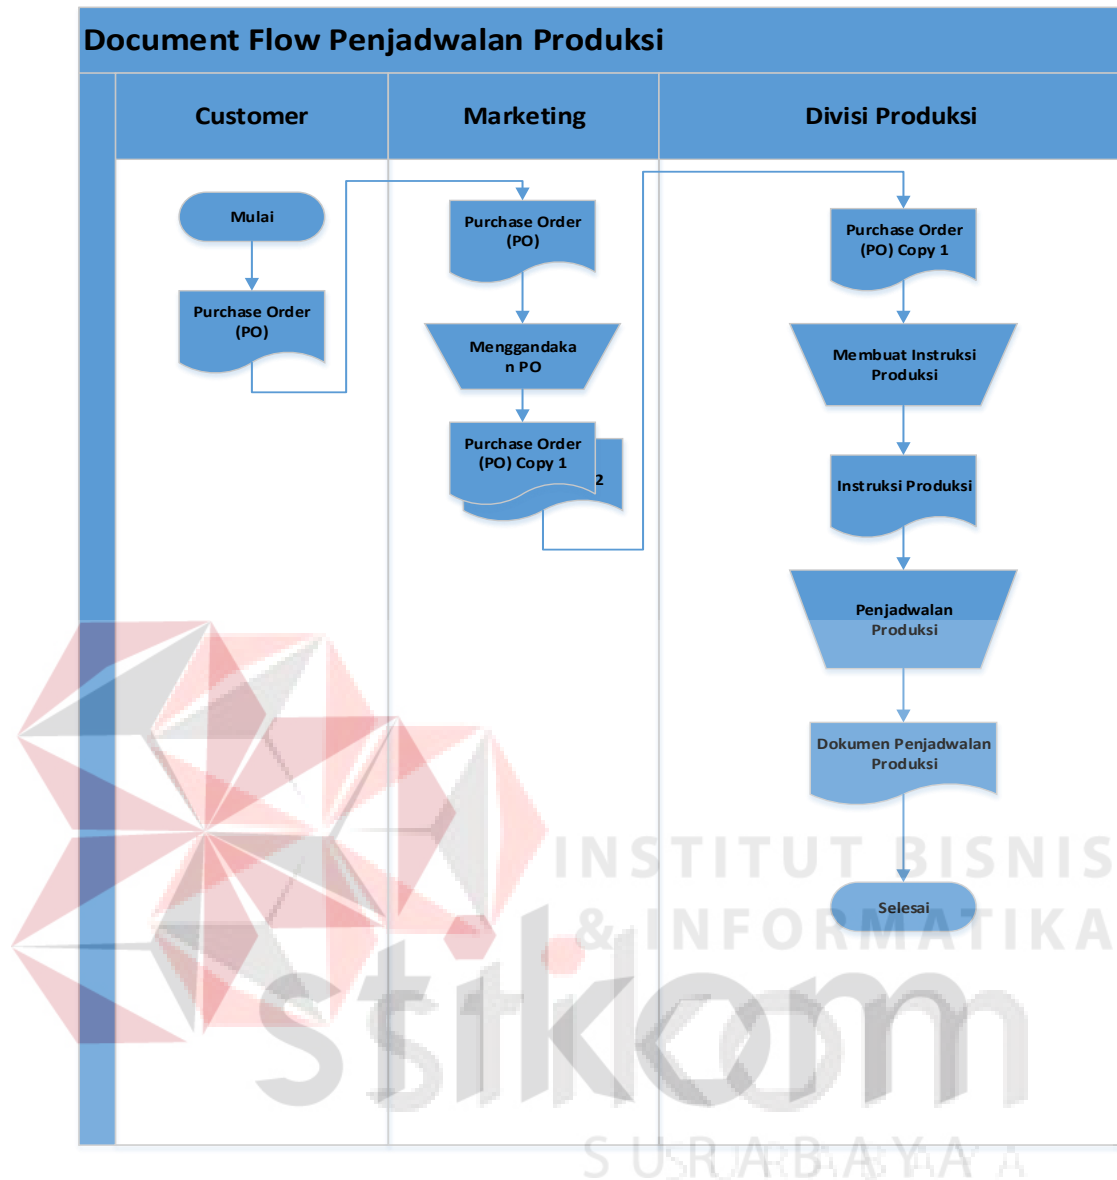 Document Flow Penjadwalan Produksi
Customer
Marketing
Divisi Produksi
Mulai
Purchase Order
(PO)
Purchase Order
(PO)
Menggandaka
n PO
Purchase Order
(PO) Copy 1
2
Purchase Order
(PO) Copy 1
Membuat Instruksi
Produksi
Instruksi Produksi
Penjadwalan
Produksi
Dokumen Penjadwalan
Produksi
Selesai
INSTITUT BISNIS
& INFORMATIKA
stikom
SURABAYA